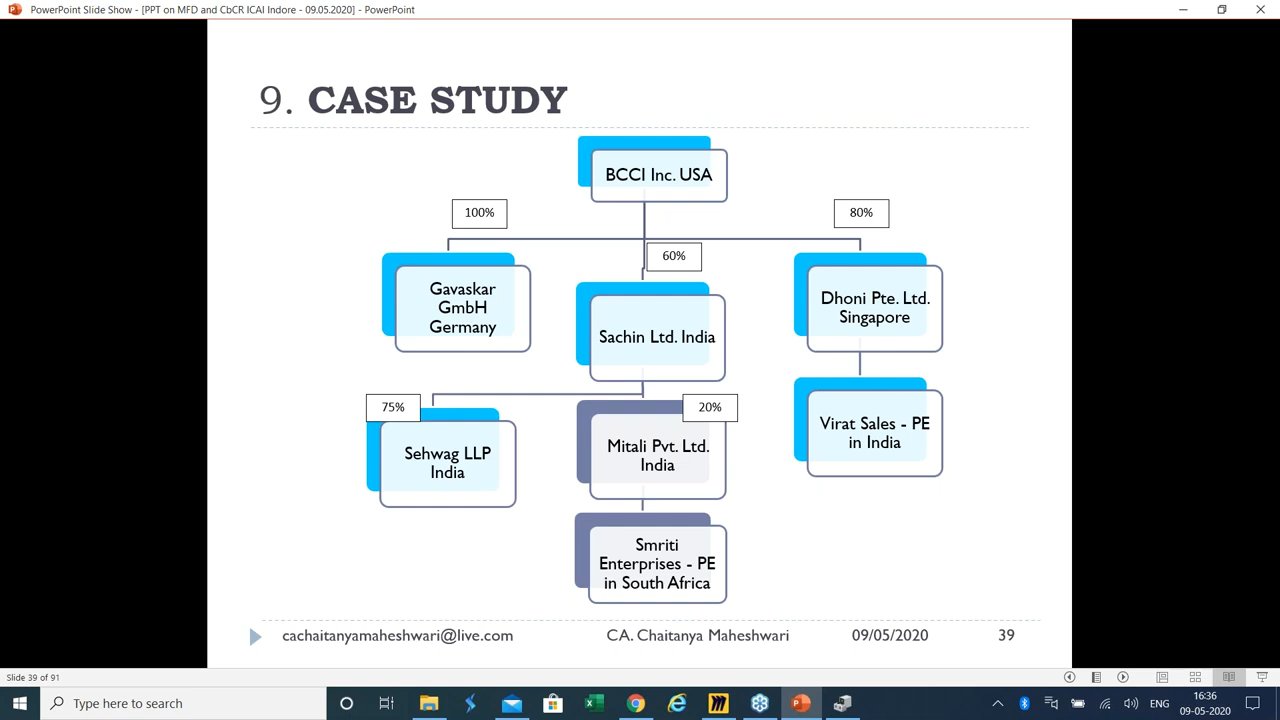 PowerPoint Slide Show - [PPT on MFD and CbCR ICAI Indore - 09.05.2020] - PowerPoint
9. CASE STUDY
BCCI Inc. USA
100%
80%
60%
Gavaskar
GmbH
Germany
Sachin Ltd. India
Dhoni Pte. Ltd.
Singapore
75%
20%
Sehwag LLP
India
Mitali Pvt. Ltd.
India
Virat Sales - PE
in India
Smriti
Enterprises - PE
in South Africa
cachaitanyamaheshwari@live.com
CA. Chaitanya Maheshwari
09/05/2020
39
Slide 39 of 91
Type here to search
ENG
16:36
09-05-2020